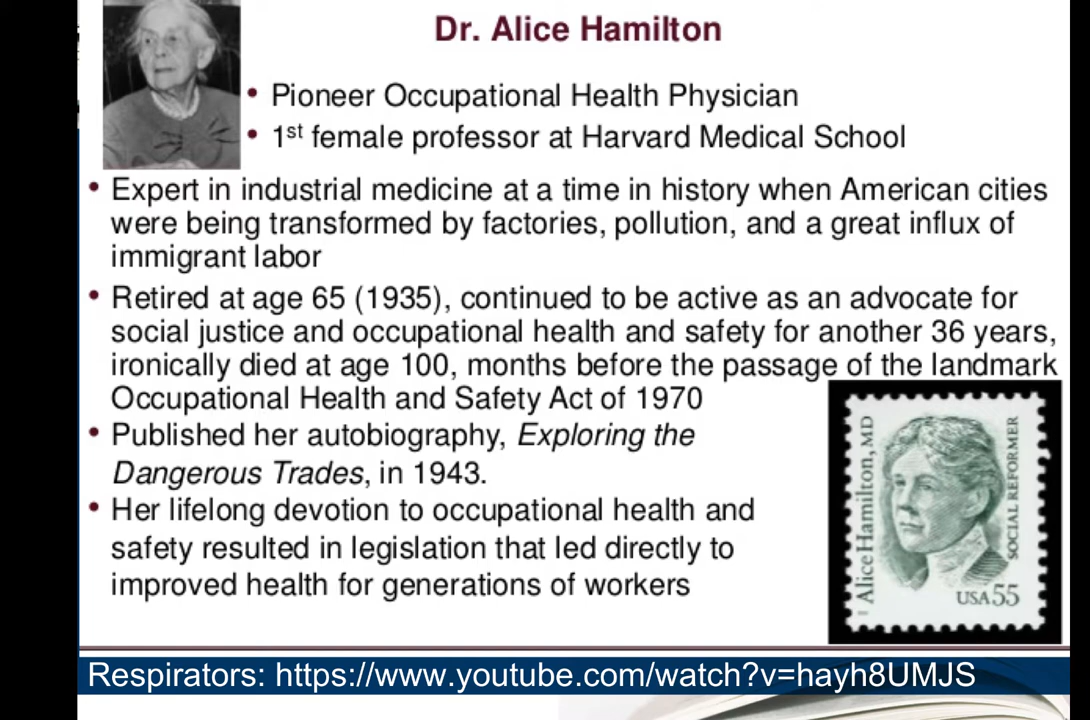 Dr. Alice Hamilton
• Pioneer Occupational Health Physician
• 1st female professor at Harvard Medical School
• Expert in industrial medicine at a time in history when American cities
were being transformed by factories, pollution, and a great influx of
immigrant labor
• Retired at age 65 (1935), continued to be active as an advocate for
social justice and occupational health and safety for another 36 years,
ironically died at age 100, months before the passage of the landmark
Occupational Health and Safety Act of 1970
• Published her autobiography, Exploring the
Dangerous Trades, in 1943.
• Her lifelong devotion to occupational health and
safety resulted in legislation that led directly to
improved health for generations of workers
Alice Hamilton, MD
SOCIAL REFORMER
USA 55
Respirators: https://www.youtube.com/watch?v=hayh8UMJS